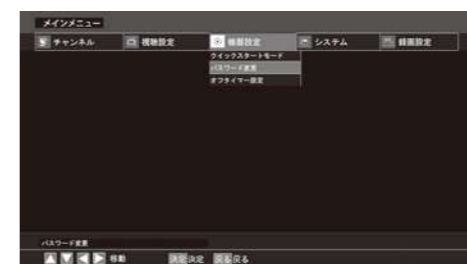 メインメニュー
チャンネル 視聴設定 機器設定 システム 録画設定
クイックスタートモード
パスワード変更
オフタイマー設定
パスワード変更
▲ ▼ ◀ ▶ 移動 決定 決定 戻る 戻る